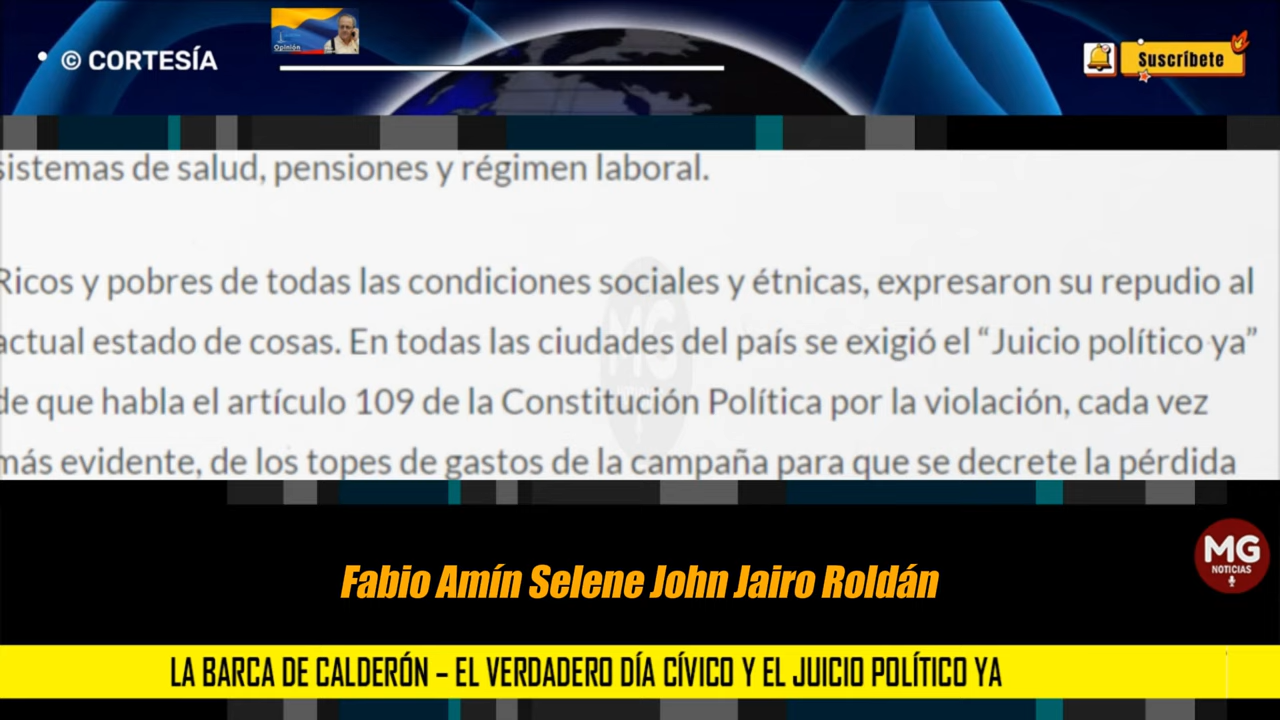 © CORTESÍA
Opinión
Suscríbete
sistemas de salud, pensiones y régimen laboral.
Ricos y pobres de todas las condiciones sociales y étnicas, expresaron su repudio al
actual estado de cosas. En todas las ciudades del país se exigió el “Juicio político ya”
de que habla el artículo 109 de la Constitución Política por la violación, cada vez
más evidente, de los topes de gastos de la campaña para que se decrete la pérdida
MG
MG
NOTICIAS
Fabio Amín Selene John Jairo Roldán
LA BARCA DE CALDERÓN – EL VERDADERO DÍA CÍVICO Y EL JUICIO POLÍTICO YA